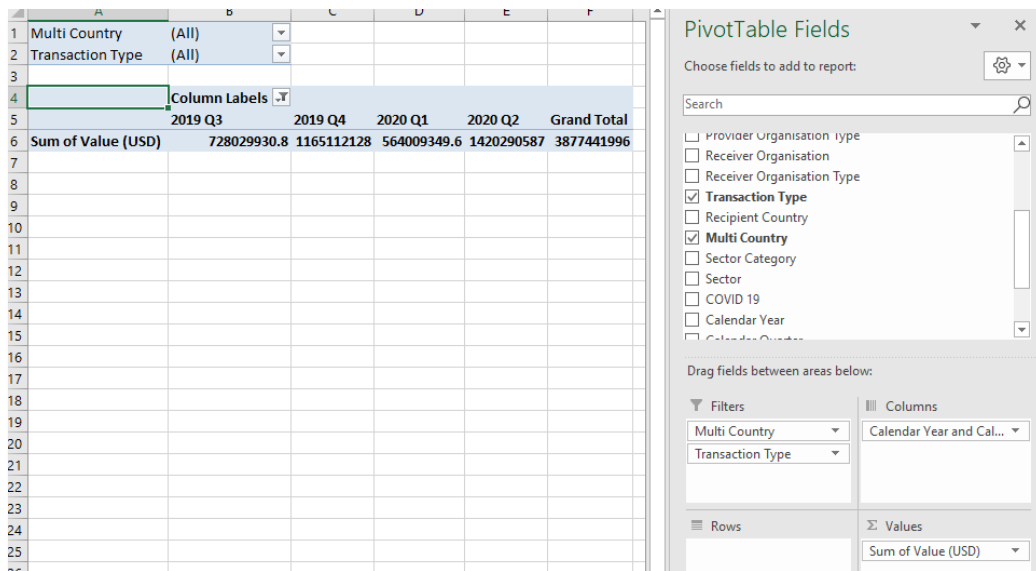 A B C D E F
1 Multi Country (All)
2 Transaction Type (All)
3
4 Column Labels
5 2019 Q3 2019 Q4 2020 Q1 2020 Q2 Grand Total
6 Sum of Value (USD) 728029930.8 1165112128 564009349.6 1420290587 3877441996
7
8
9
10
11
12
13
14
15
16
17
18
19
20
21
22
23
24
25
26
PivotTable Fields
Choose fields to add to report:
Search
Provider Organisation Type
Receiver Organisation
Receiver Organisation Type
Transaction Type
Recipient Country
Multi Country
Sector Category
Sector
COVID 19
Calendar Year
Calendar Quarter
Drag fields between areas below:
Filters
Multi Country
Transaction Type
Columns
Calendar Year and Cal...
Rows
Σ Values
Sum of Value (USD)